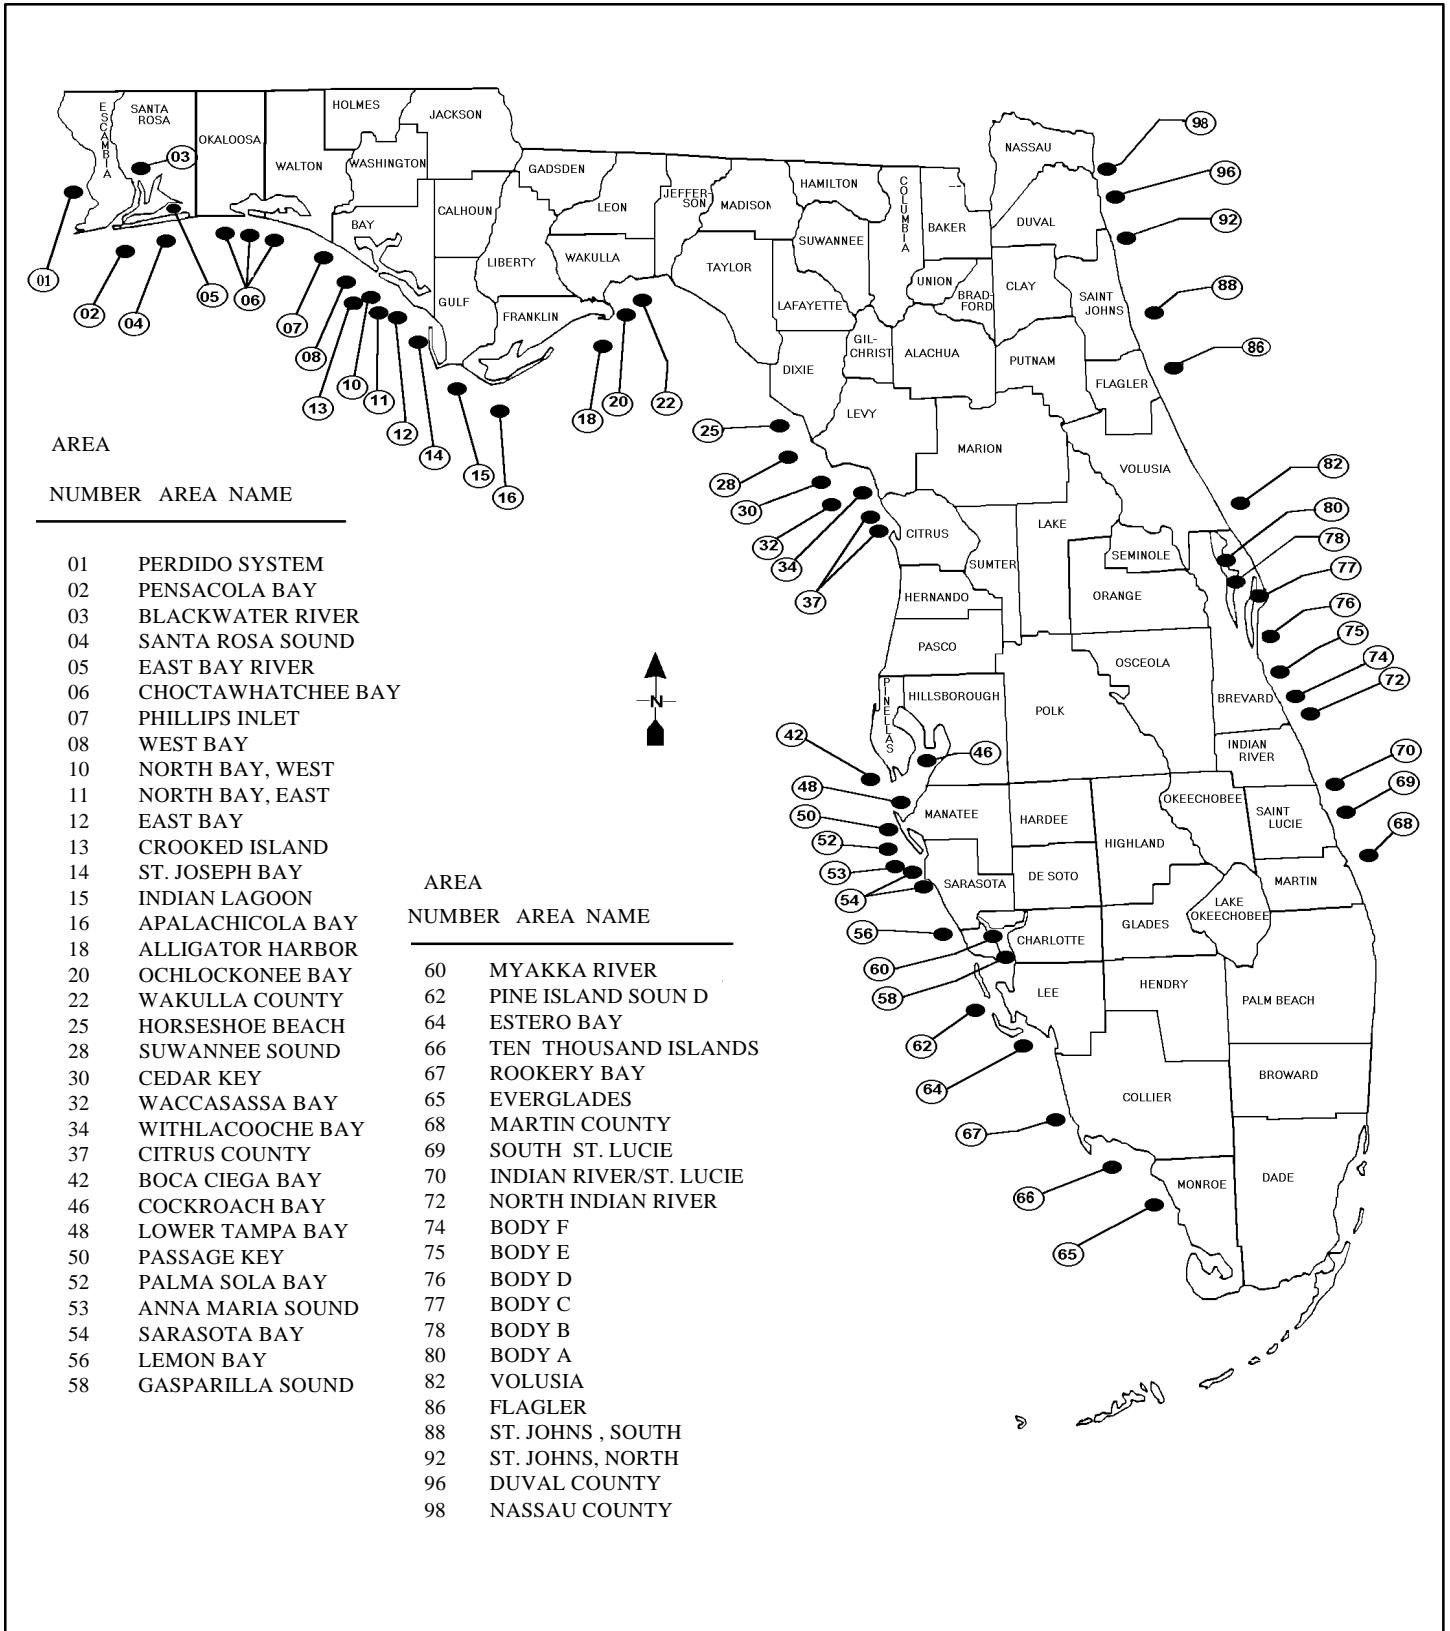 HOLMES
JACKSON
ESCAMBIA
SANTA
ROSA
OKALOOSA
WALTON
WASHINGTON
03
GADSDEN
HAMILTON
COLUMBIA
NASSAU
98
96
BAY
CALHOUN
LEON
JEFFER-
SON
MADISON
SUWANNEE
BAKER
DUVAL
92
LIBERTY
WAKULLA
TAYLOR
UNION
BRAD-
FORD
CLAY
SAINT
JOHNS
88
01
02
04
05
06
07
GULF
FRANKLIN
LAFAYETTE
GIL-
CHRIST
ALACHUA
PUTNAM
86
08
10
13
11
12
14
15
16
18
20
22
DIXIE
FLAGLER
LEVY
25
MARION
VOLUSIA
28
30
32
34
37
82
80
78
77
76
75
74
72
CITRUS
SUMTER
LAKE
SEMINOLE
ORANGE
HERNANDO
PASCO
OSCEOLA
N
PINELLAS
HILLSBOROUGH
POLK
BREVARD
42
46
INDIAN
RIVER
70
48
69
50
MANATEE
HARDEE
OKEECHOBEE
SAINT
LUCIE
68
52
HIGHLAND
53
54
SARASOTA
DE SOTO
MARTIN
56
GLADES
LAKE
OKEECHOBEE
CHARLOTTE
60
58
LEE
HENDRY
PALM BEACH
62
64
BROWARD
COLLIER
67
66
MONROE
DADE
65
AREA
NUMBER AREA NAME
01 PERDIDO SYSTEM
02 PENSACOLA BAY
03 BLACKWATER RIVER
04 SANTA ROSA SOUND
05 EAST BAY RIVER
06 CHOCTAWHATCHEE BAY
07 PHILLIPS INLET
08 WEST BAY
10 NORTH BAY, WEST
11 NORTH BAY, EAST
12 EAST BAY
13 CROOKED ISLAND
14 ST. JOSEPH BAY
15 INDIAN LAGOON
16 APALACHICOLA BAY
18 ALLIGATOR HARBOR
20 OCHLOCKONEE BAY
22 WAKULLA COUNTY
25 HORSESHOE BEACH
28 SUWANNEE SOUND
30 CEDAR KEY
32 WACCASASSA BAY
34 WITHLACOOCHE BAY
37 CITRUS COUNTY
42 BOCA CIEGA BAY
46 COCKROACH BAY
48 LOWER TAMPA BAY
50 PASSAGE KEY
52 PALMA SOLA BAY
53 ANNA MARIA SOUND
54 SARASOTA BAY
56 LEMON BAY
58 GASPARILLA SOUND
AREA
NUMBER AREA NAME
60 MYAKKA RIVER
62 PINE ISLAND SOUN D
64 ESTERO BAY
66 TEN THOUSAND ISLANDS
67 ROOKERY BAY
65 EVERGLADES
68 MARTIN COUNTY
69 SOUTH ST. LUCIE
70 INDIAN RIVER/ST. LUCIE
72 NORTH INDIAN RIVER
74 BODY F
75 BODY E
76 BODY D
77 BODY C
78 BODY B
80 BODY A
82 VOLUSIA
86 FLAGLER
88 ST. JOHNS , SOUTH
92 ST. JOHNS, NORTH
96 DUVAL COUNTY
98 NASSAU COUNTY